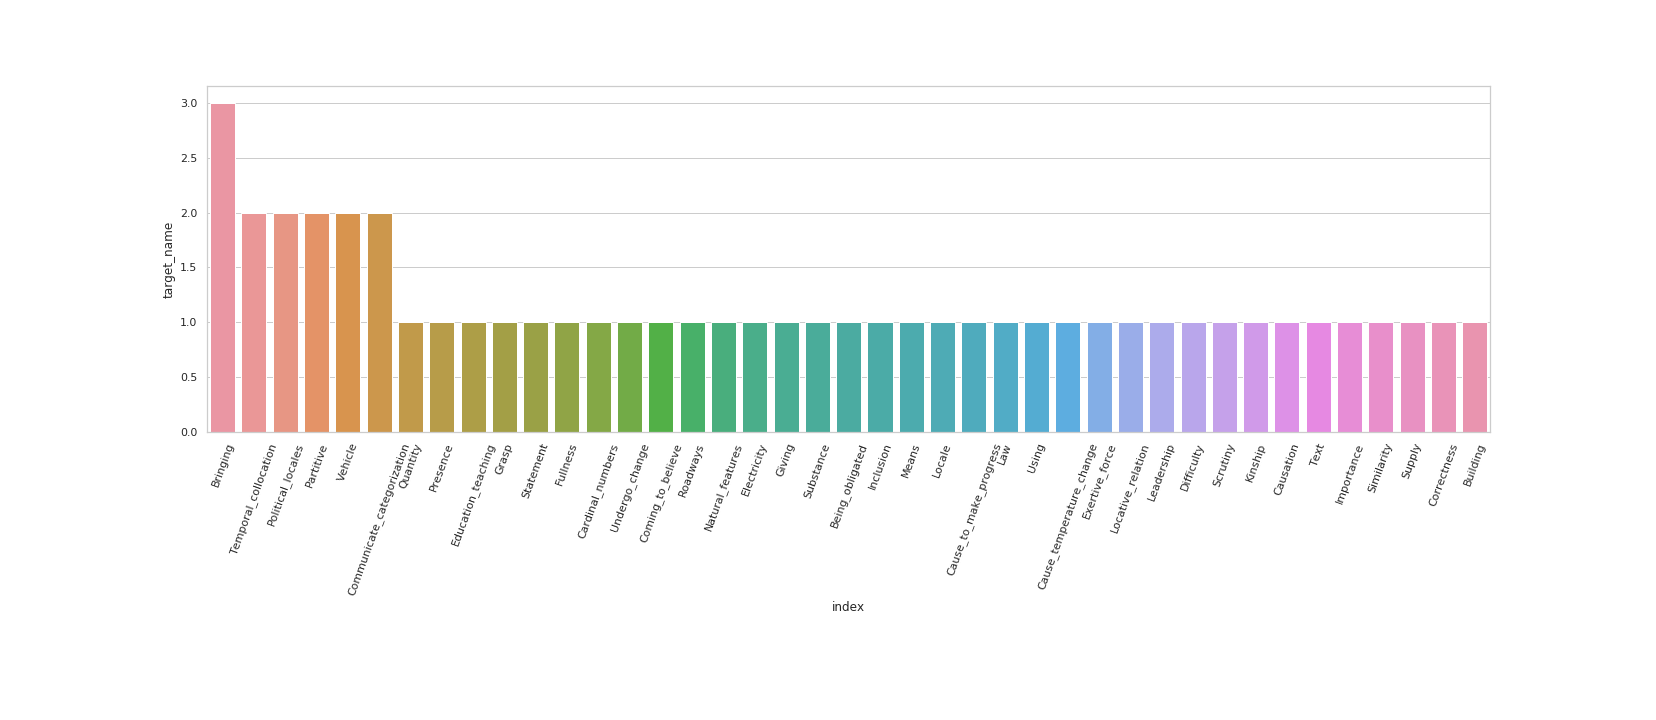 3.0
2.5
2.0
1.5
1.0
0.5
0.0
target_name
Bringing
Temporal_collocation
Political_locales
Partitive
Vehicle
Communicate_categorization
Quantity
Presence
Education_teaching
Grasp
Statement
Fullness
Cardinal_numbers
Undergo_change
Coming_to_believe
Roadways
Natural_features
Electricity
Giving
Substance
Being_obligated
Inclusion
Means
Locale
Cause_to_make_progress
Law
Using
Cause_temperature_change
Exertive_force
Locative_relation
Leadership
Difficulty
Scrutiny
Kinship
Causation
Text
Importance
Similarity
Supply
Correctness
Building
index